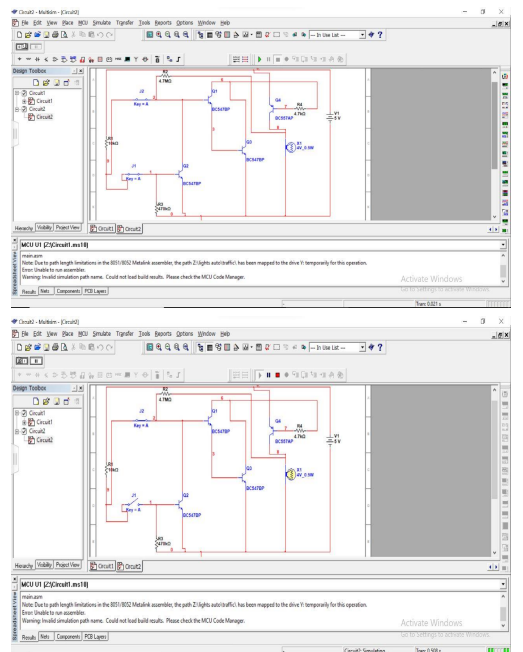 Circuit2 - Multisim - [Circuit2]
File Edit View Place MCU Simulate Transfer Tools Reports Options Window Help
--- In Use List ---
Design Toolbox
Circuit1
Circuit1
Circuit2
Circuit2
4.7MΩ
J2
Key = A
Q1
BC547BP
Q4
BC557AP
R4
4.7MΩ
V1
5 V
Q3
BC547BP
X1
4V_0.5W
J1
Key = A
Q2
BC547BP
470kΩ
Hierarchy Visibility Project View
Circuit1 Circuit2
MCU U1 (Z:\Circuit1.ms10)
main.asm
Note: Due to path length limitations in the 8051/8052 Metalink assembler, the path Z:\lights auto\traffic\ has been mapped to the drive Y: temporarily for this operation.
Error: Unable to run assembler.
Warning: Invalid simulation path name. Could not load build results. Please check the MCU Code Manager.
Activate Windows
Go to Settings to activate Windows.
Spreadsheet View
Results Nets Components PCB Layers
Tran: 0.021 s
Circuit2 - Multisim - [Circuit2]
File Edit View Place MCU Simulate Transfer Tools Reports Options Window Help
--- In Use List ---
Design Toolbox
Circuit1
Circuit1
Circuit2
Circuit2
R2
4.7MΩ
J2
Key = A
Q1
BC547BP
Q4
BC557AP
R4
4.7MΩ
V1
5 V
Q3
BC547BP
X1
4V_0.5W
J1
Key = A
Q2
BC547BP
470kΩ
Hierarchy Visibility Project View
Circuit1 Circuit2
MCU U1 (Z:\Circuit1.ms10)
main.asm
Note: Due to path length limitations in the 8051/8052 Metalink assembler, the path Z:\lights auto\traffic\ has been mapped to the drive Y: temporarily for this operation.
Error: Unable to run assembler.
Warning: Invalid simulation path name. Could not load build results. Please check the MCU Code Manager.
Activate Windows
Go to Settings to activate Windows.
Spreadsheet View
Results Nets Components PCB Layers
Circuit2: Simulating
Tran: 0.508 s